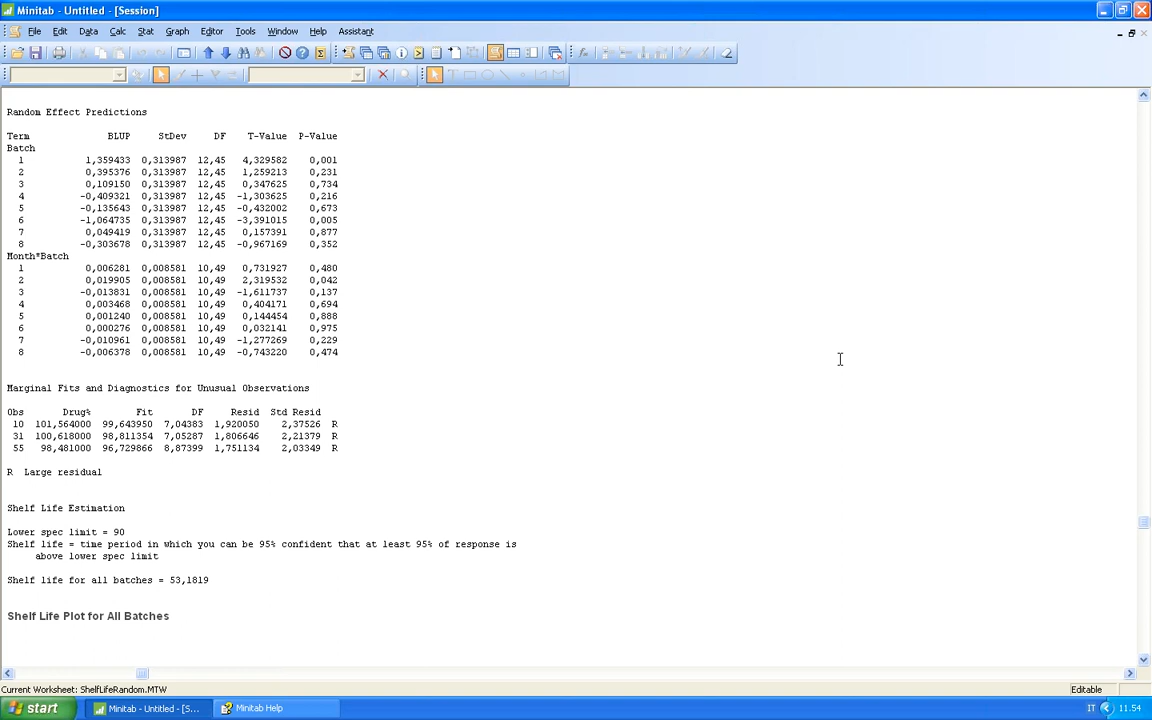 Minitab - Untitled - [Session]
File Edit Data Calc Stat Graph Editor Tools Window Help Assistant
Random Effect Predictions
Term BLUP StDev DF T-Value P-Value
Batch
1 1,359433 0,313987 12,45 4,329582 0,001
2 0,395376 0,313987 12,45 1,259213 0,231
3 0,109150 0,313987 12,45 0,347625 0,734
4 -0,409321 0,313987 12,45 -1,303625 0,216
5 -0,135643 0,313987 12,45 -0,432002 0,673
6 -1,064735 0,313987 12,45 -3,391015 0,005
7 0,049419 0,313987 12,45 0,157391 0,877
8 -0,303678 0,313987 12,45 -0,967169 0,352
Month*Batch
1 0,006281 0,008581 10,49 0,731927 0,480
2 0,019905 0,008581 10,49 2,319532 0,042
3 -0,013831 0,008581 10,49 -1,611737 0,137
4 0,003468 0,008581 10,49 0,404171 0,694
5 0,001240 0,008581 10,49 0,144454 0,888
6 0,000276 0,008581 10,49 0,032141 0,975
7 -0,010961 0,008581 10,49 -1,277269 0,229
8 -0,006378 0,008581 10,49 -0,743220 0,474
Marginal Fits and Diagnostics for Unusual Observations
Obs Drug% Fit DF Resid Std Resid
10 101,564000 99,643950 7,04383 1,920050 2,37526 R
31 100,618000 98,811354 7,05287 1,806646 2,21379 R
55 98,481000 96,729866 8,87399 1,751134 2,03349 R
R Large residual
Shelf Life Estimation
Lower spec limit = 90
Shelf life = time period in which you can be 95% confident that at least 95% of response is
above lower spec limit
Shelf life for all batches = 53,1819
Shelf Life Plot for All Batches
Current Worksheet: ShelfLifeRandom.MTW Editable
start Minitab - Untitled - [S... Minitab Help IT 11.54